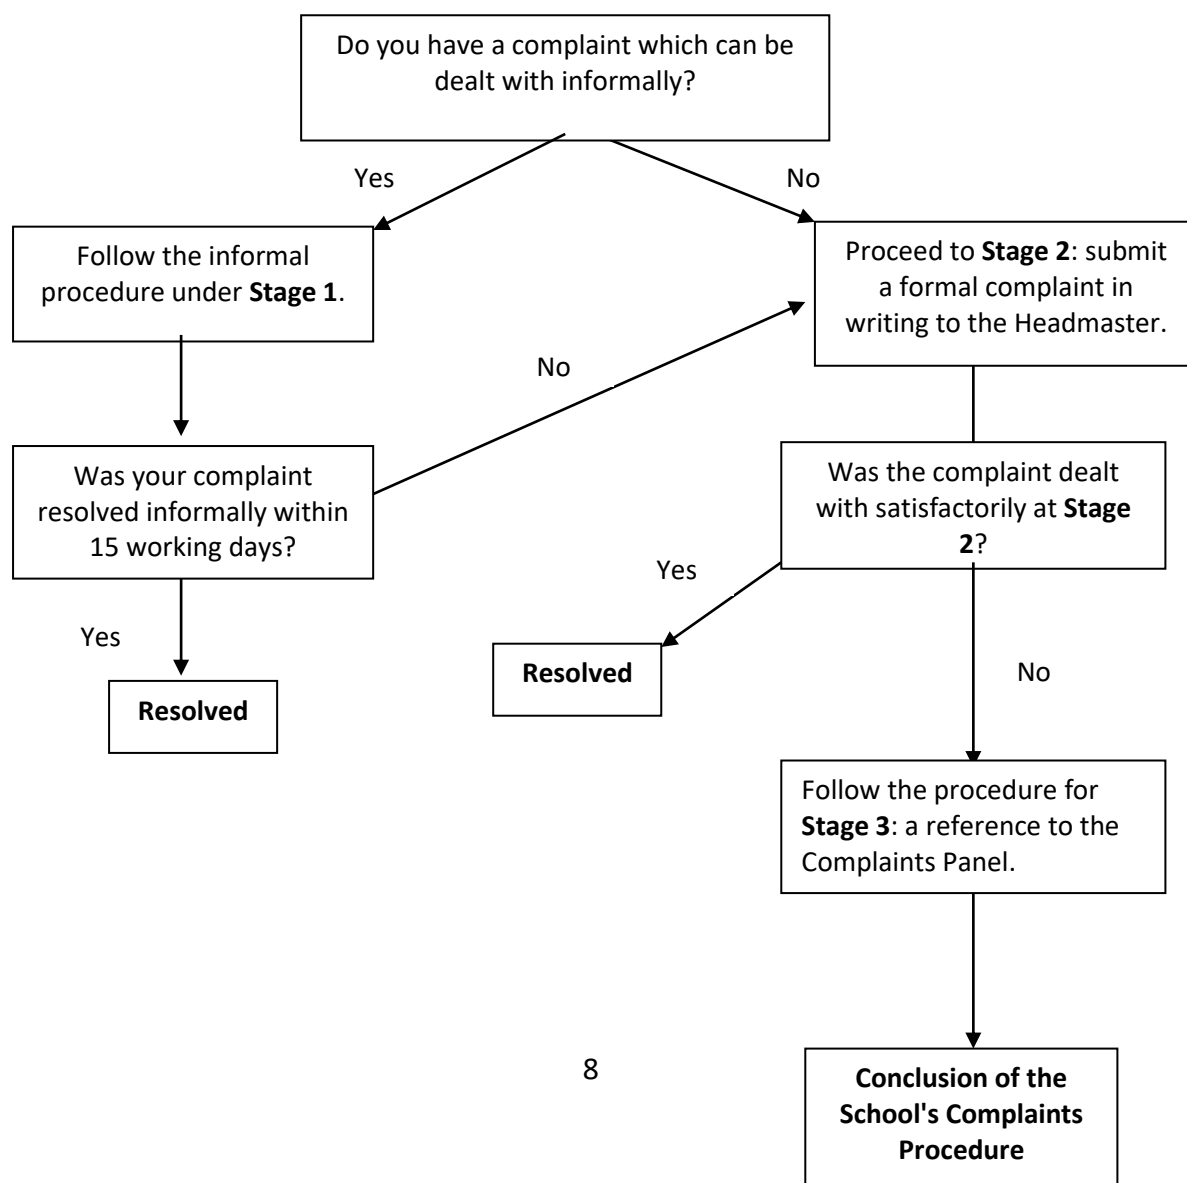 Do you have a complaint which can be
dealt with informally?
Yes
No
Follow the informal
procedure under Stage 1.
Proceed to Stage 2: submit
a formal complaint in
writing to the Headmaster.
No
Was your complaint
resolved informally within
15 working days?
Was the complaint dealt
with satisfactorily at Stage
2?
Yes
Yes
Resolved
Resolved
No
Follow the procedure for
Stage 3: a reference to the
Complaints Panel.
8
Conclusion of the
School's Complaints
Procedure